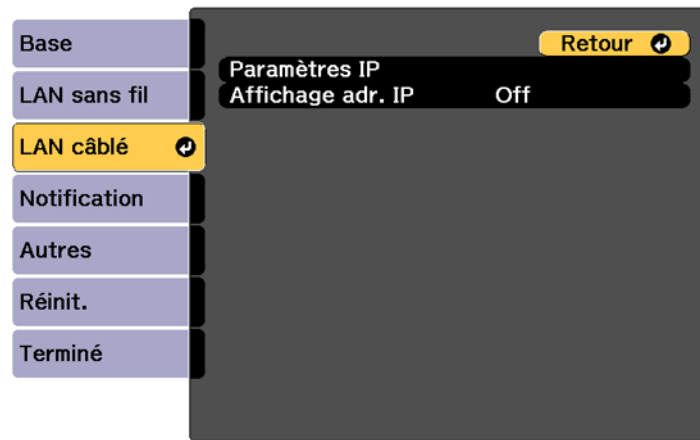 Base
LAN sans fil
LAN câblé
Notification
Autres
Réinit.
Terminé
Retour
Paramètres IP
Affichage adr. IP Off